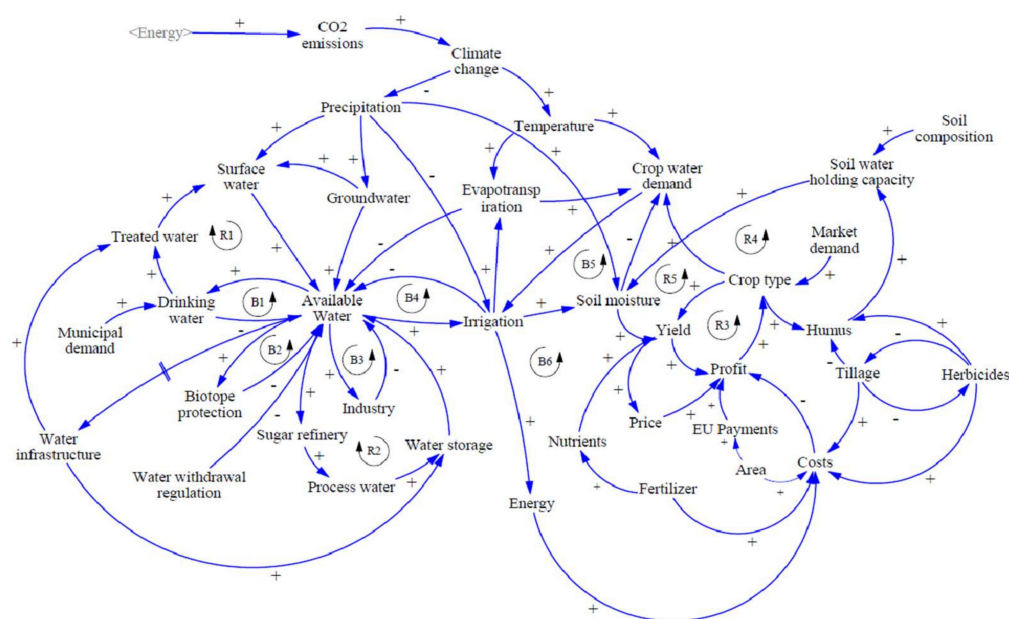 <Energy>
+
CO2
emissions
+
Climate
change
-
+
Precipitation
Temperature
+
+
+
+
-
+
+
Soil
composition
+
Soil water
holding capacity
Surface
water
+
Groundwater
Evapotransp
iration
+
Crop water
demand
+
Treated water
R1
+
+
+
-
-
+
-
B5
R5
R4
+
Market
demand
+
Crop type
+
+
+
Drinking
water
+
+
B1
-
Available
Water
B4
+
Irrigation
+
Soil moisture
Municipal
demand
+
B2
B3
+
Yield
R3
+
Humus
-
-
B6
+
Profit
Tillage
Herbicides
Biotope
protection
-
+
-
Industry
Sugar refinery
+
Water storage
+
R2
Process water
+
Water
infrastructure
Water withdrawal
regulation
+
+
+
Nutrients
+
+
Price
+
+
EU Payments
+
Area
+
-
+
Costs
+
-
+
Energy
Fertilizer
+
+
+
+